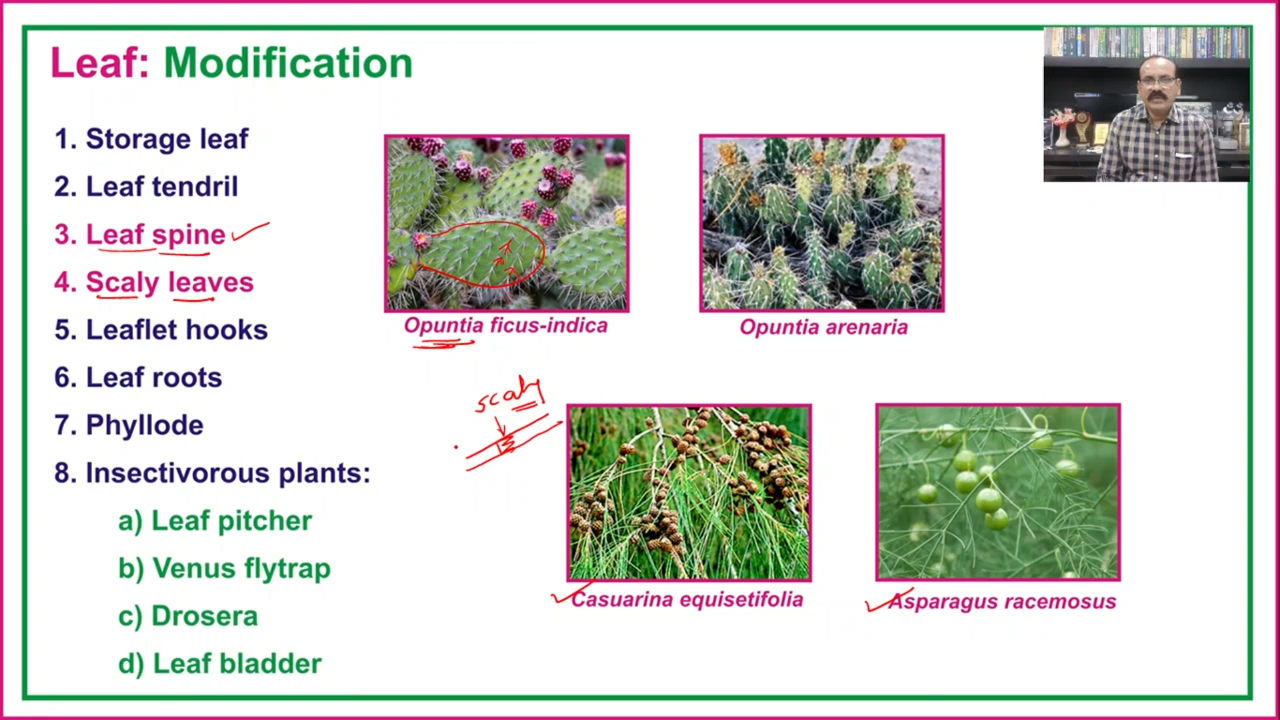 Leaf: Modification
1. Storage leaf
2. Leaf tendril
3. Leaf spine
4. Scaly leaves
5. Leaflet hooks
6. Leaf roots
7. Phyllode
8. Insectivorous plants:
a) Leaf pitcher
b) Venus flytrap
c) Drosera
d) Leaf bladder
Opuntia ficus-indica
Opuntia arenaria
scaly
Casuarina equisetifolia
Asparagus racemosus